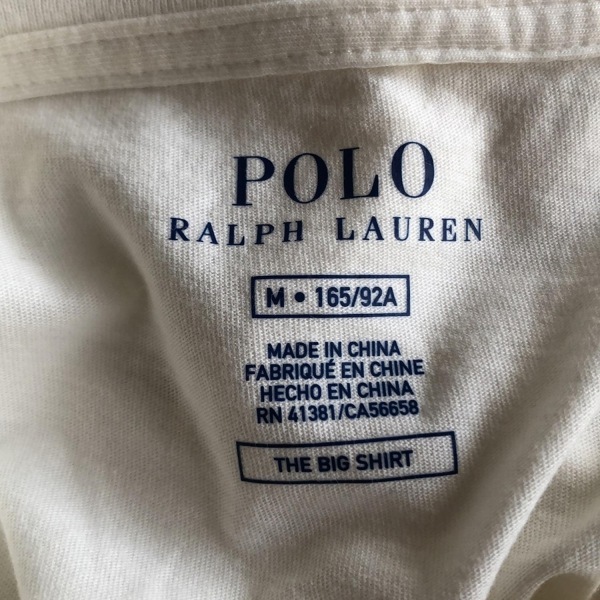 POLO
RALPH LAUREN
M • 165/92A
MADE IN CHINA
FABRIQUÉ EN CHINE
HECHO EN CHINA
RN 41381/CA56658
THE BIG SHIRT